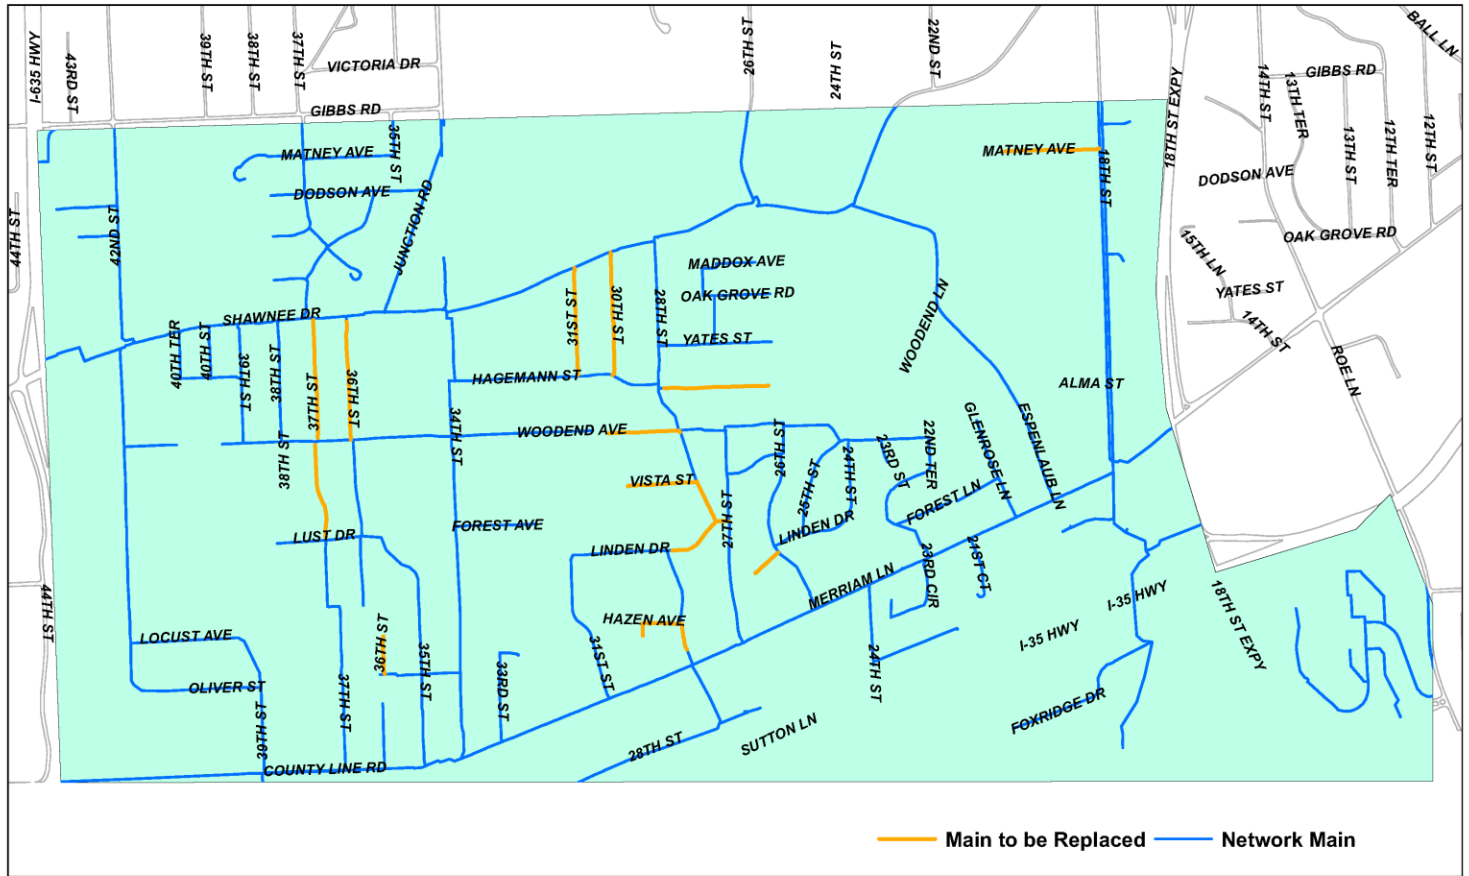 I-635 HWY
43RD ST
39TH ST
38TH ST
37TH ST
VICTORIA DR
GIBBS RD
26TH ST
24TH ST
22ND ST
18TH ST EXPY
14TH ST
13TH TER
GIBBS RD
13TH ST
12TH TER
12TH ST
BALL LN
MATNEY AVE
35TH ST
DODSON AVE
JUNCTION RD
MATNEY AVE
18TH ST
DODSON AVE
OAK GROVE RD
44TH ST
42ND ST
15TH LN
YATES ST
14TH ST
ROE LN
SHAWNEE DR
40TH TER
40TH ST
39TH ST
38TH ST
37TH ST
36TH ST
31ST ST
30TH ST
28TH ST
MADDOX AVE
OAK GROVE RD
YATES ST
WOODEND LN
HAGEMANN ST
ALMA ST
34TH ST
WOODEND AVE
38TH ST
26TH ST
25TH ST
24TH ST
23RD ST
22ND TER
GLENROSE LN
ESPENLAUB LN
VISTA ST
27TH ST
FOREST LN
LINDEN DR
LUST DR
FOREST AVE
LINDEN DR
23RD CIR
21ST CT
MERRIAM LN
44TH ST
I-35 HWY
I-35 HWY
18TH ST EXPY
LOCUST AVE
36TH ST
HAZEN AVE
OLIVER ST
39TH ST
37TH ST
35TH ST
33RD ST
31ST ST
24TH ST
FOXRIDGE DR
28TH ST
SUTTON LN
COUNTY LINE RD
Main to be Replaced
Network Main